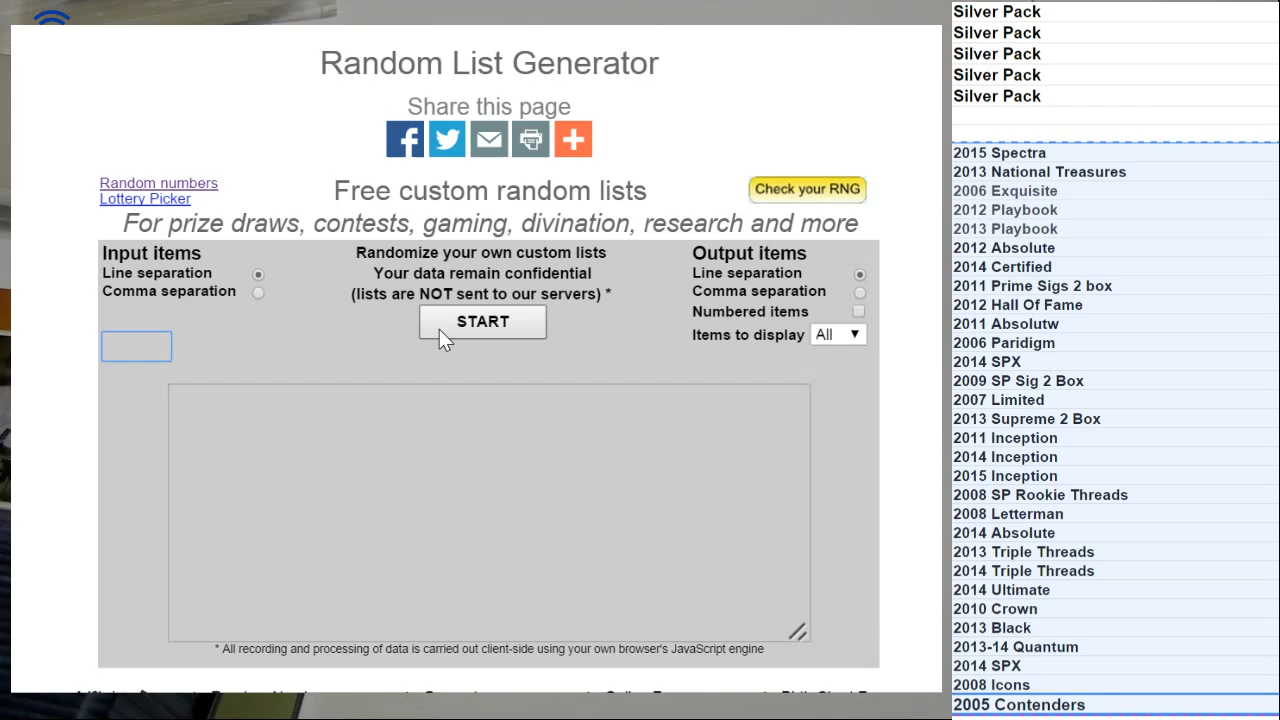 Random List Generator
Share this page
Random numbers
Lottery Picker
Free custom random lists
Check your RNG
For prize draws, contests, gaming, divination, research and more
Input items
Line separation
Comma separation
Randomize your own custom lists
Your data remain confidential
(lists are NOT sent to our servers) *
START
Output items
Line separation
Comma separation
Numbered items
Items to display All
* All recording and processing of data is carried out client-side using your own browser's JavaScript engine
Silver Pack
Silver Pack
Silver Pack
Silver Pack
Silver Pack
2015 Spectra
2013 National Treasures
2006 Exquisite
2012 Playbook
2013 Playbook
2012 Absolute
2014 Certified
2011 Prime Sigs 2 box
2012 Hall Of Fame
2011 Absolutw
2006 Paridigm
2014 SPX
2009 SP Sig 2 Box
2007 Limited
2013 Supreme 2 Box
2011 Inception
2014 Inception
2015 Inception
2008 SP Rookie Threads
2008 Letterman
2014 Absolute
2013 Triple Threads
2014 Triple Threads
2014 Ultimate
2010 Crown
2013 Black
2013-14 Quantum
2014 SPX
2008 Icons
2005 Contenders